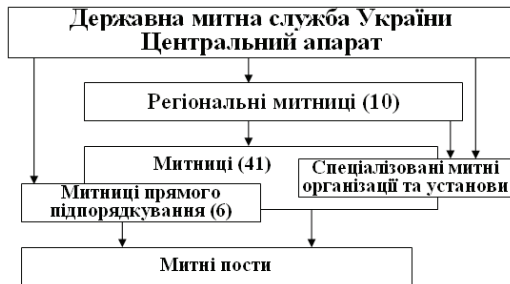 Державна митна служба України
Центральний апарат
Регіональні митниці (10)
Митниці (41)
Спеціалізовані митні
організації та установи
Митниці прямого
підпорядкування (6)
Митні пости